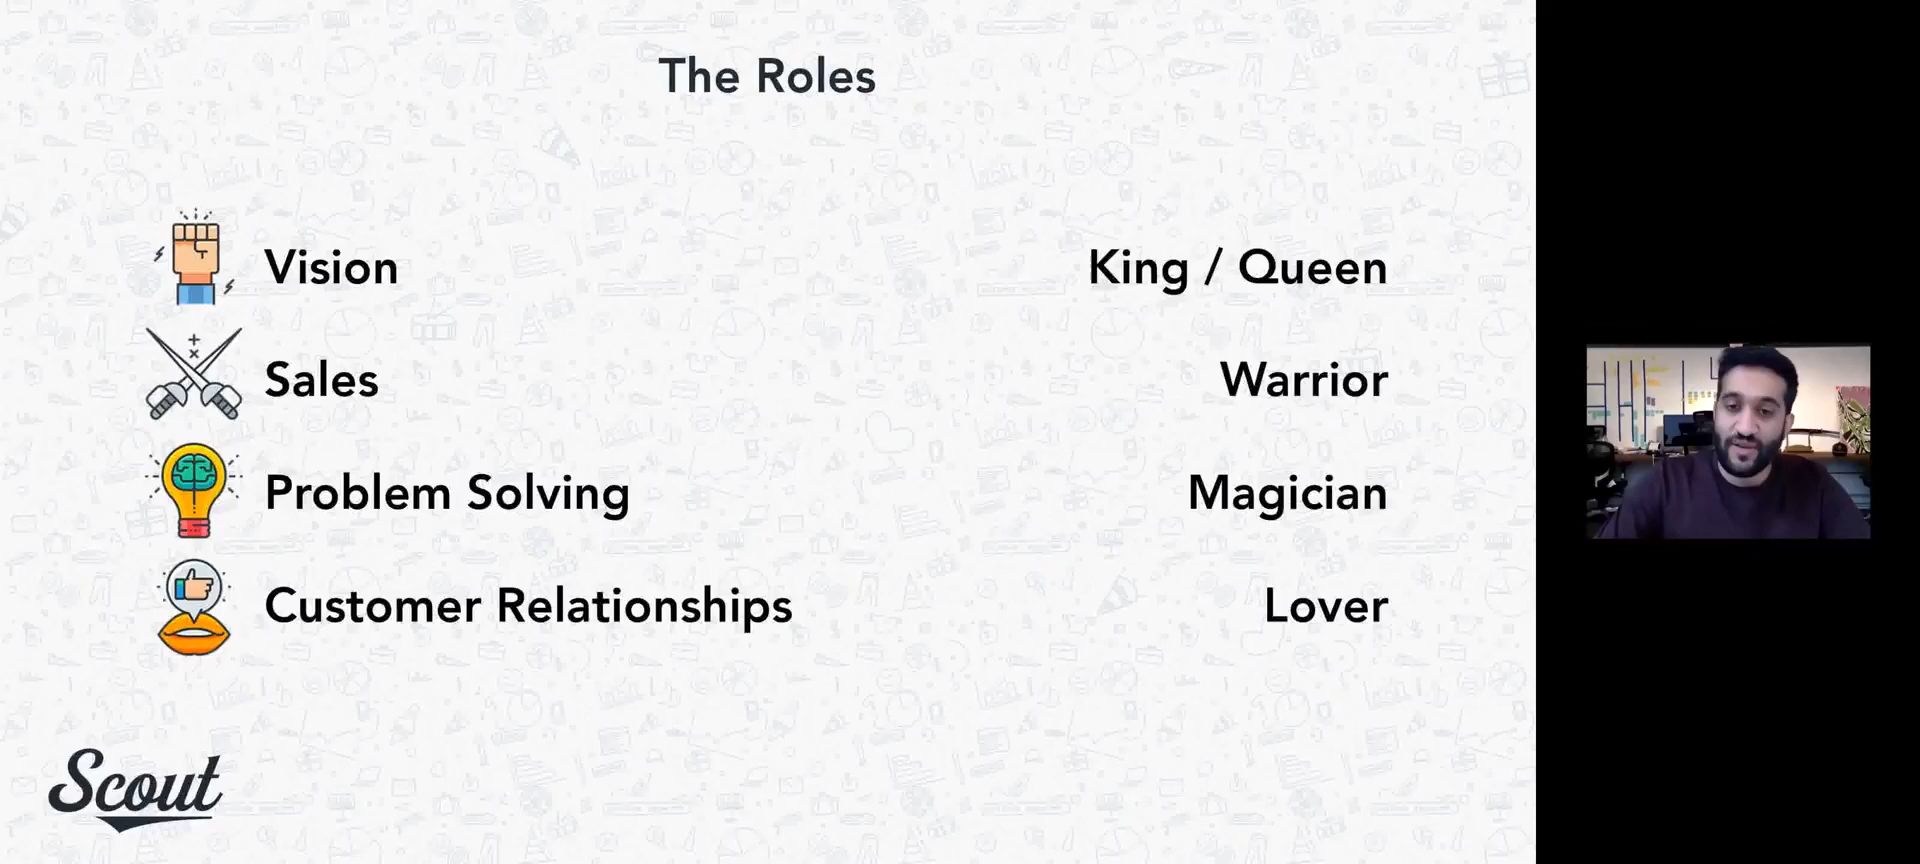 The Roles
Vision
King / Queen
Sales
Warrior
Problem Solving
Magician
Customer Relationships
Lover
Scout